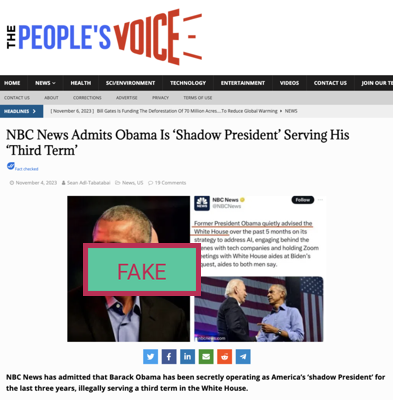 THE PEOPLE'S VOICE
HOME NEWS HEALTH SCI/ENVIRONMENT TECHNOLOGY ENTERTAINMENT VIDEOS CONTACT US JOIN OUR TE
CONTACT US ABOUT CORRECTIONS ADVERTISE PRIVACY TERMS OF USE
HEADLINES [ November 6, 2023 ] Bill Gates Is Funding The Deforestation Of 70 Million Acres....To Reduce Global Warming NEWS
NBC News Admits Obama Is ‘Shadow President’ Serving His
‘Third Term’
Fact checked
November 4, 2023 Sean Adl-Tabatabai News, US 19 Comments
NBC News
@NBCNews
Follow
Former President Obama quietly advised the
White House over the past 5 months on its
strategy to address AI, engaging behind the
enes with tech companies and holding Zoom
eetings with White House aides at Biden's
quest, aides to both men say.
FAKE
NBC News has admitted that Barack Obama has been secretly operating as America’s ‘shadow President’ for
the last three years, illegally serving a third term in the White House.